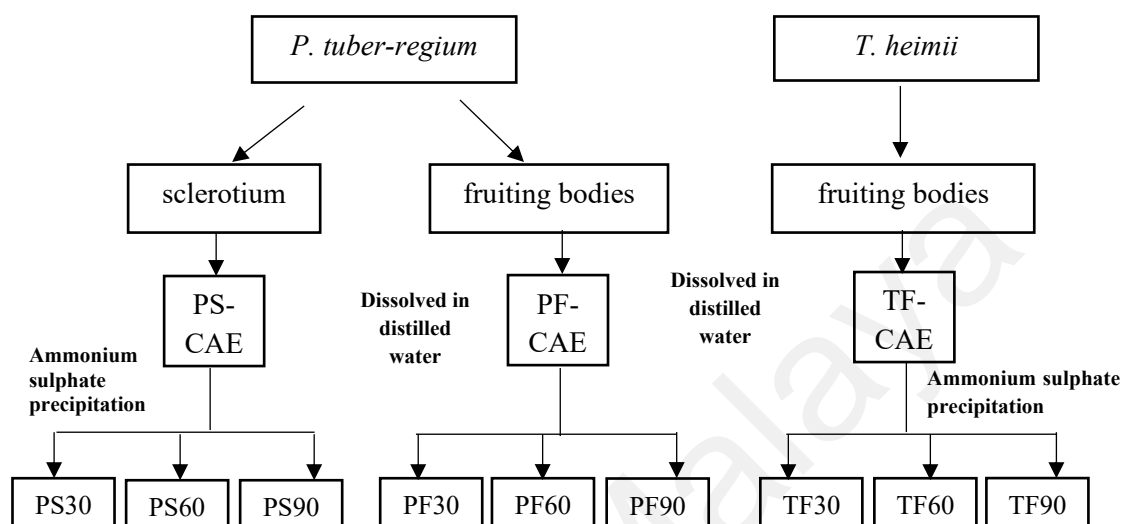 P. tuber-regium
T. heimii
sclerotium
fruiting bodies
fruiting bodies
PS-
CAE
Dissolved in
distilled
water
PF-
CAE
Dissolved in
distilled
water
TF-
CAE
Ammonium
sulphate
precipitation
Ammonium sulphate
precipitation
PS30
PS60
PS90
PF30
PF60
PF90
TF30
TF60
TF90
Malaya